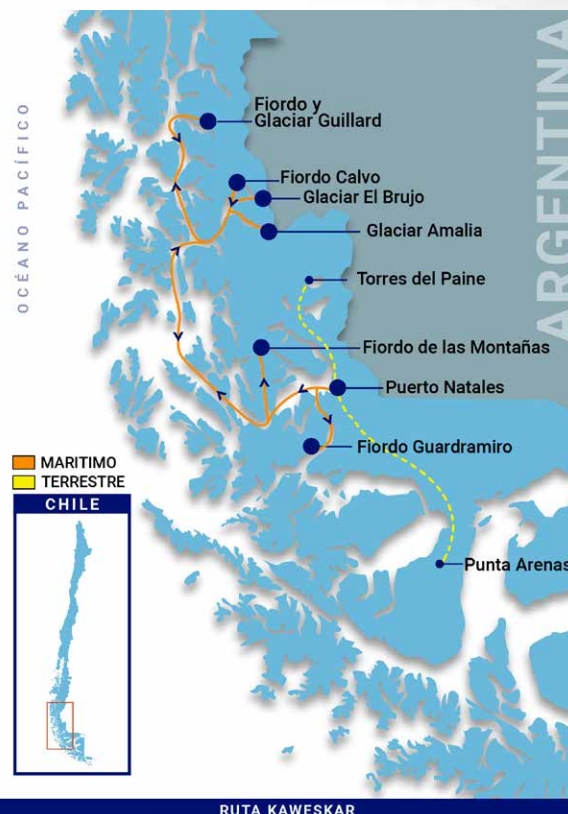 OCÉANO PACÍFICO
ARGENTINA
Fiordo y
Glaciar Guillard
Fiordo Calvo
Glaciar El Brujo
Glaciar Amalia
Torres del Paine
Fiordo de las Montañas
Puerto Natales
Fiordo Guardramiro
MARITIMO
TERRESTRE
CHILE
Punta Arenas
RUTA KAWESKAR